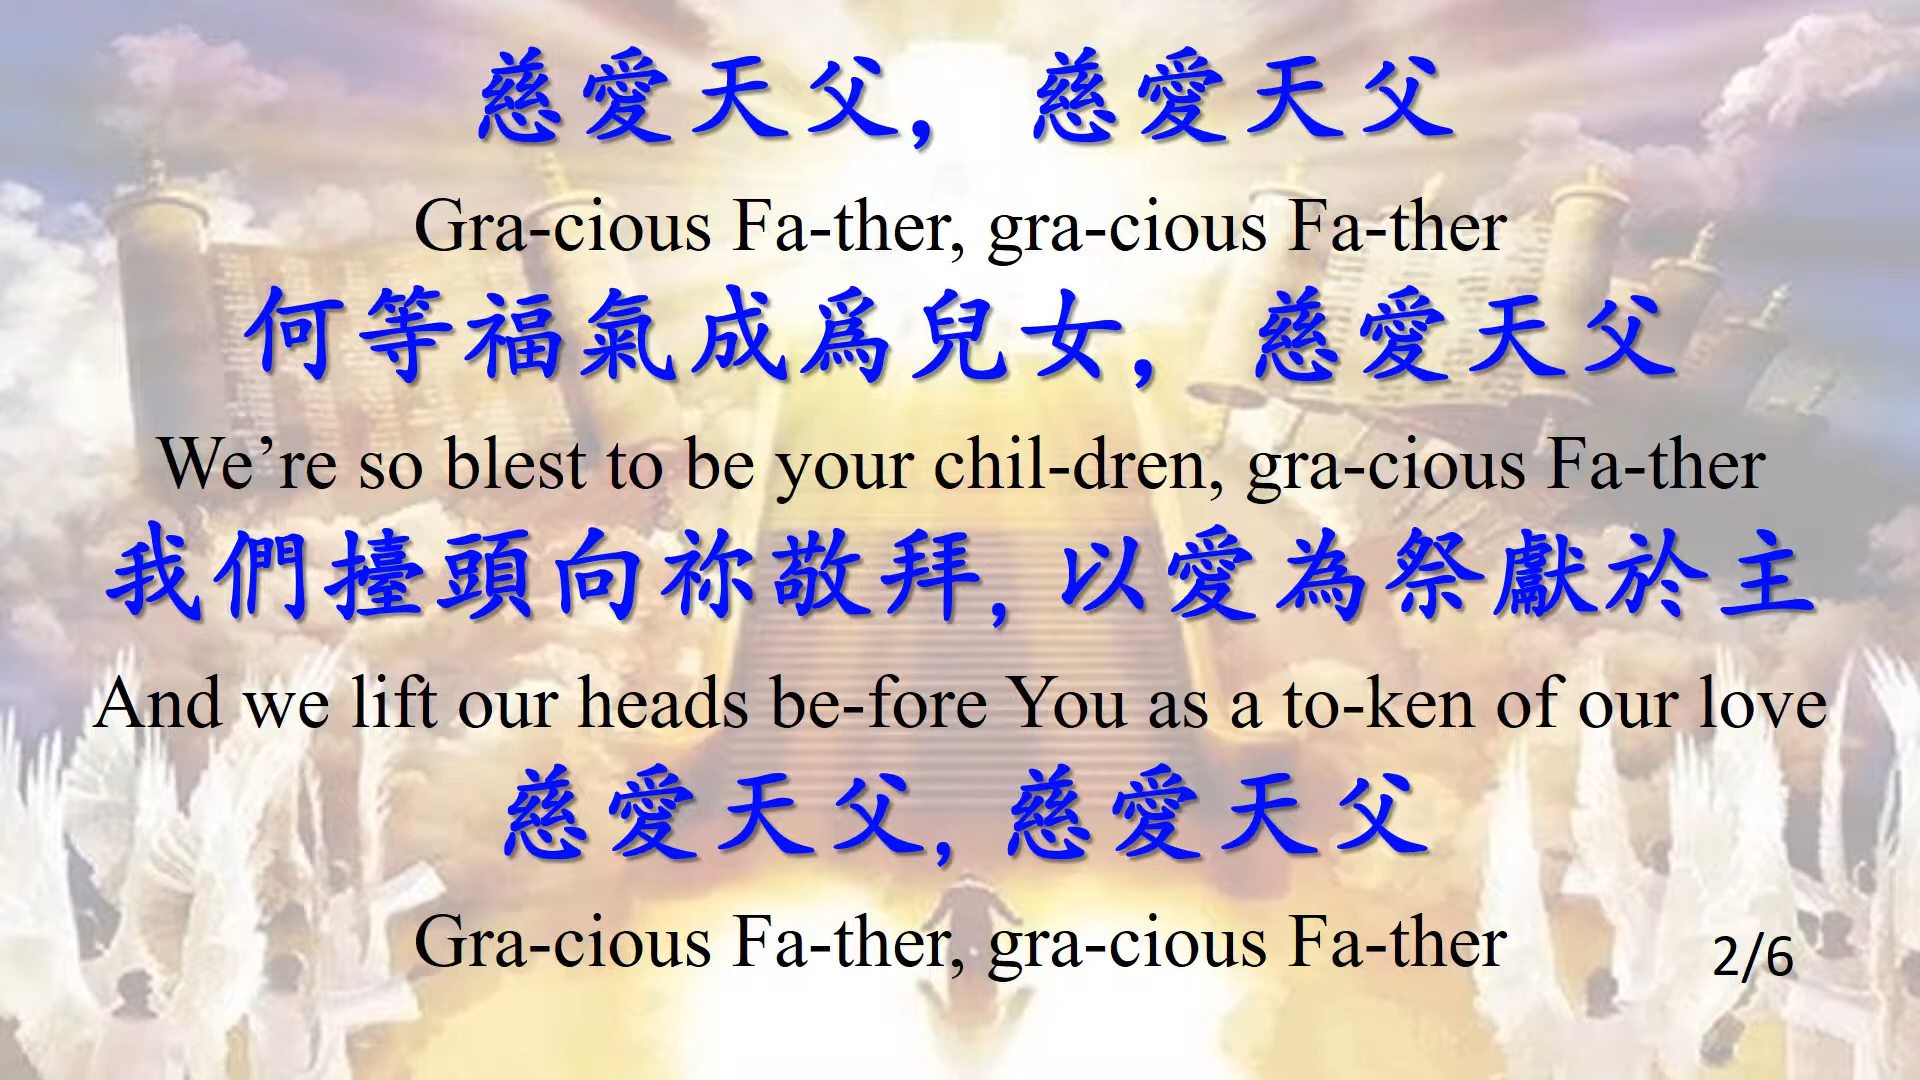 慈愛天父, 慈愛天父
Gra-cious Fa-ther, gra-cious Fa-ther
何等福氣成爲兒女, 慈愛天父
We’re so blest to be your chil-dren, gra-cious Fa-ther
我們擡頭向祢敬拜, 以愛為祭獻於主
And we lift our heads be-fore You as a to-ken of our love
慈愛天父, 慈愛天父
Gra-cious Fa-ther, gra-cious Fa-ther
2/6